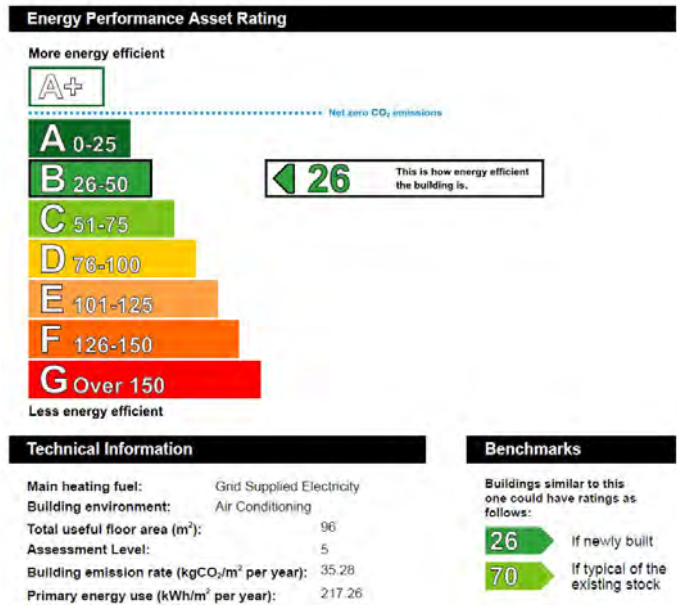 Energy Performance Asset Rating
More energy efficient
A+
Net zero CO₂ emissions
A 0-25
B 26-50
26
This is how energy efficient
the building is.
C 51-75
D 76-100
E 101-125
F 126-150
G Over 150
Less energy efficient
Technical Information
Main heating fuel: Grid Supplied Electricity
Building environment: Air Conditioning
Total useful floor area (m²): 96
Assessment Level: 5
Building emission rate (kgCO₂/m² per year): 35.28
Primary energy use (kWh/m² per year): 217.26
Benchmarks
Buildings similar to this
one could have ratings as
follows:
26 If newly built
70 If typical of the
existing stock